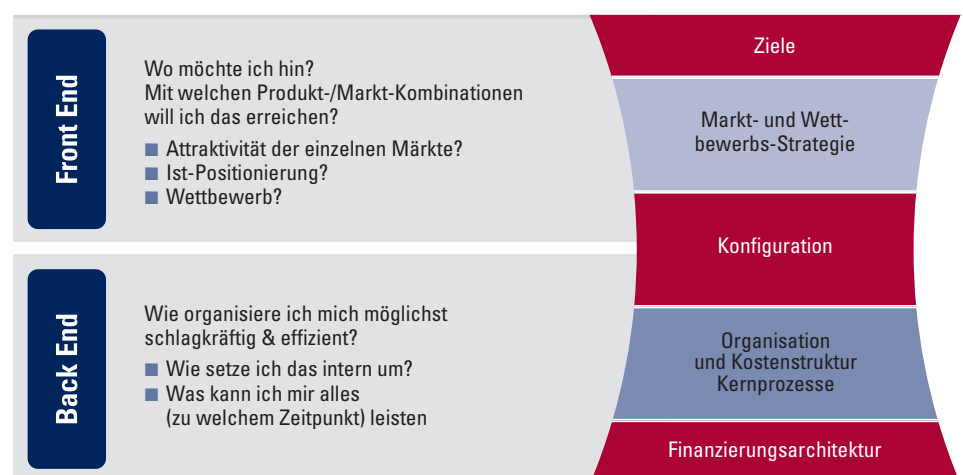 Front End
Wo möchte ich hin?
Mit welchen Produkt-/Markt-Kombinationen
will ich das erreichen?
■ Attraktivität der einzelnen Märkte?
■ Ist-Positionierung?
■ Wettbewerb?
Ziele
Markt- und Wett-
bewerbs-Strategie
Konfiguration
Back End
Wie organisiere ich mich möglichst
schlagkräftig & effizient?
■ Wie setze ich das intern um?
■ Was kann ich mir alles
(zu welchem Zeitpunkt) leisten
Organisation
und Kostenstruktur
Kernprozesse
Finanzierungsarchitektur